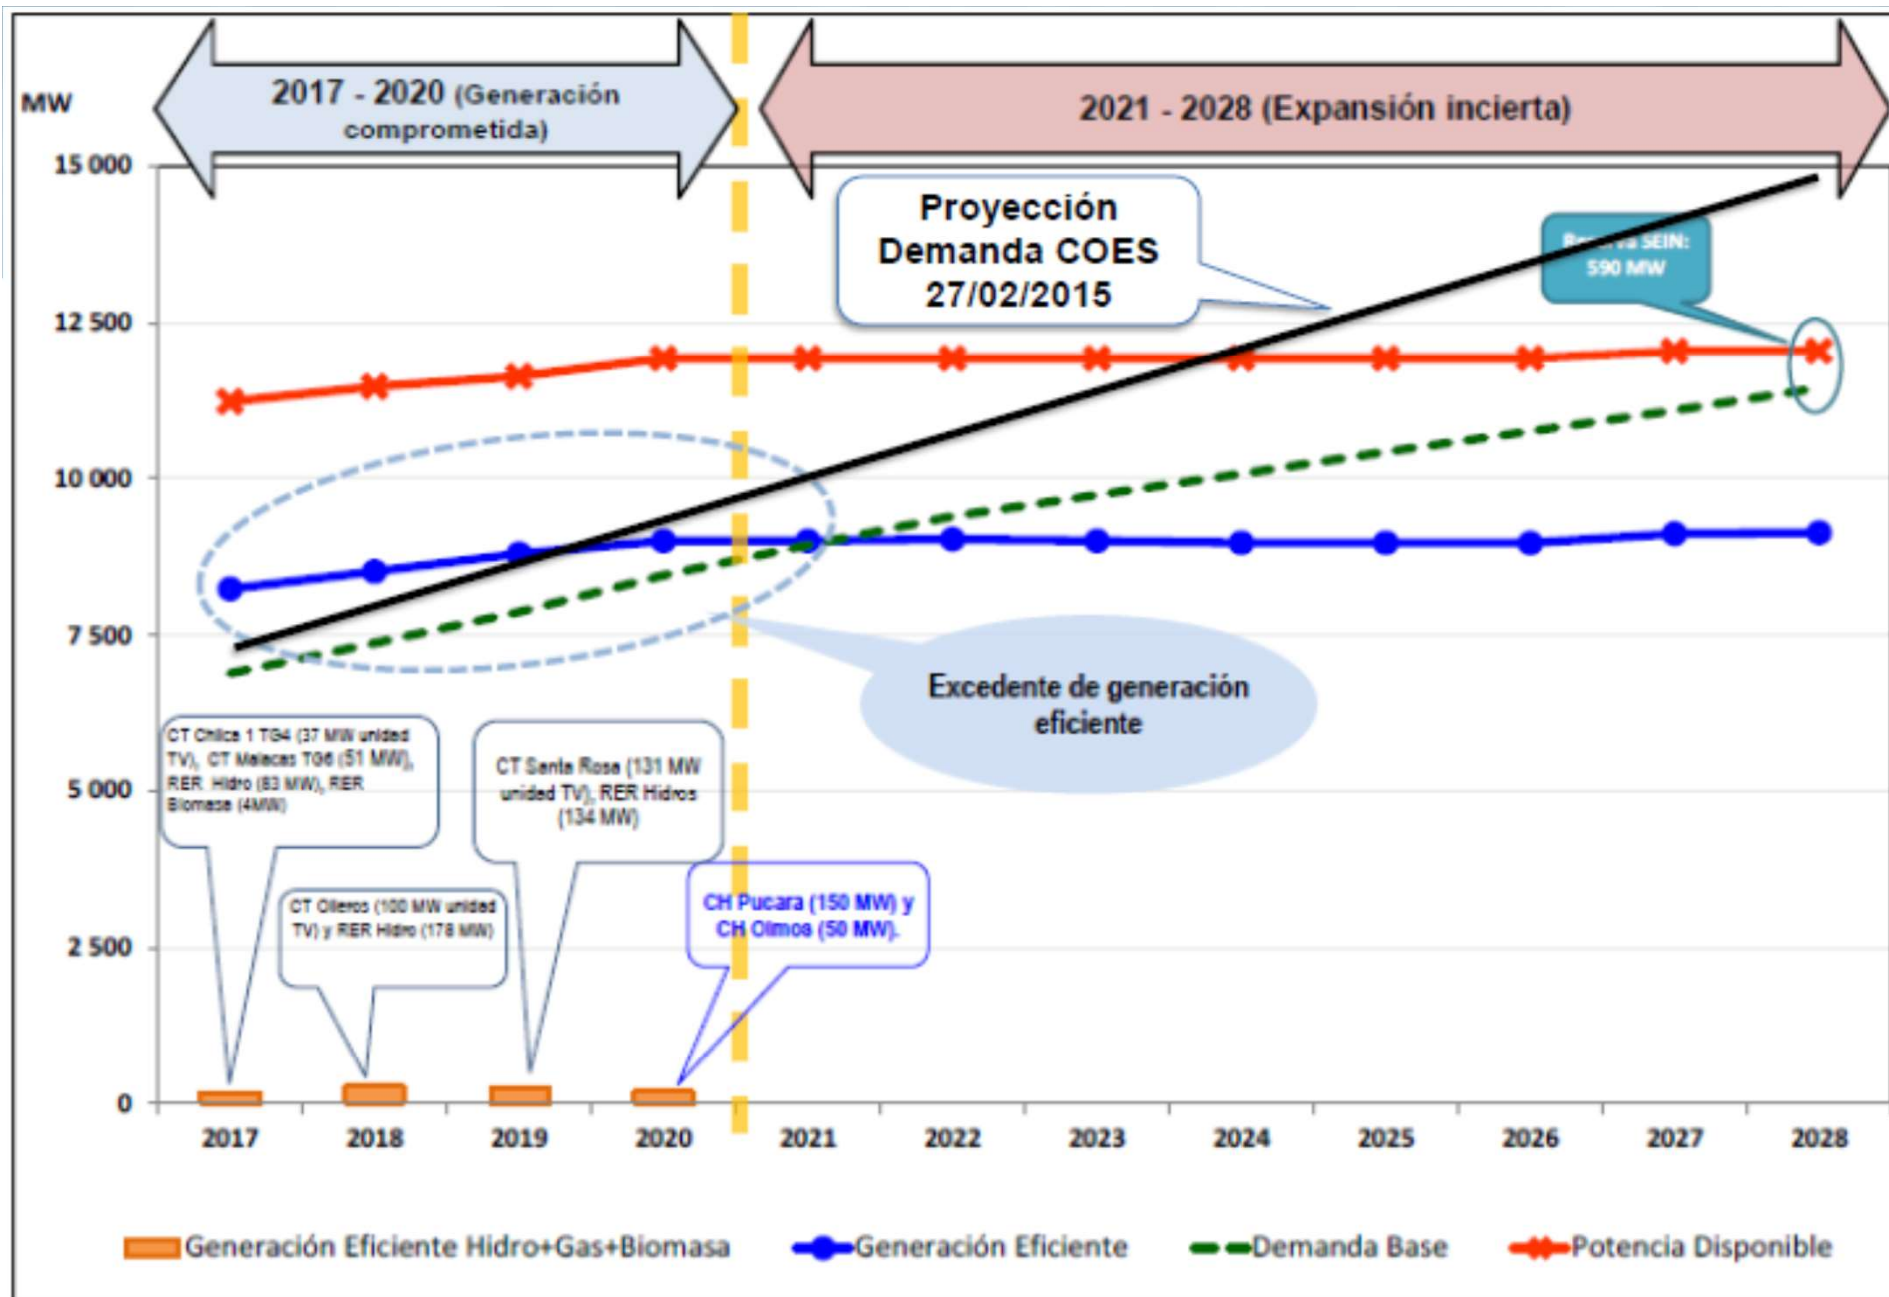 MW
2017 - 2020 (Generación
comprometida)
2021 - 2028 (Expansión incierta)
15 000
12 500
10 000
7 500
5 000
2 500
0
Proyección
Demanda COES
27/02/2015
SEIN:
590 MW
Excedente de generación
eficiente
CT Chilca 1 TG4 (37 MW unidad
TV), CT Malacas TG6 (51 MW),
RER Hidro (83 MW), RER
Biomasa (4MW)
CT Olleros (100 MW unidad
TV) y RER Hidro (178 MW)
CT Santa Rosa (131 MW
unidad TV), RER Hidros
(134 MW)
CH Pucara (150 MW) y
CH Olmos (50 MW).
2017
2018
2019
2020
2021
2022
2023
2024
2025
2026
2027
2028
Generación Eficiente Hidro+Gas+Biomasa
Generación Eficiente
Demanda Base
Potencia Disponible